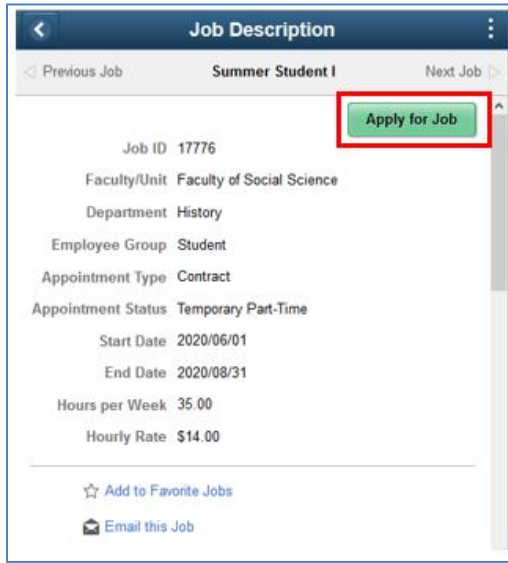 Job Description
Previous Job Summer Student I Next Job
Apply for Job
Job ID 17776
Faculty/Unit Faculty of Social Science
Department History
Employee Group Student
Appointment Type Contract
Appointment Status Temporary Part-Time
Start Date 2020/06/01
End Date 2020/08/31
Hours per Week 35.00
Hourly Rate $14.00
Add to Favorite Jobs
Email this Job